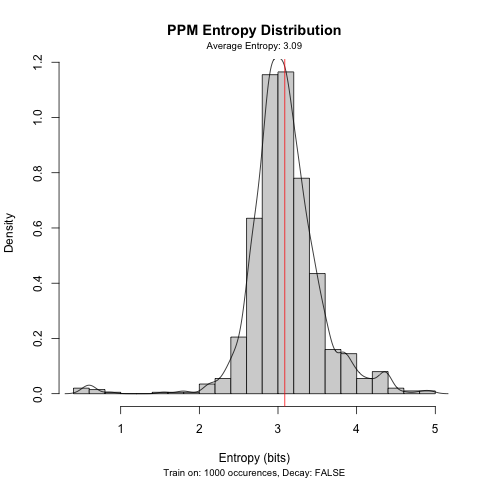 PPM Entropy Distribution
Average Entropy: 3.09
1.2
1.0
0.8
0.6
0.4
0.2
0.0
Density
1 2 3 4 5
Entropy (bits)
Train on: 1000 occurences, Decay: FALSE